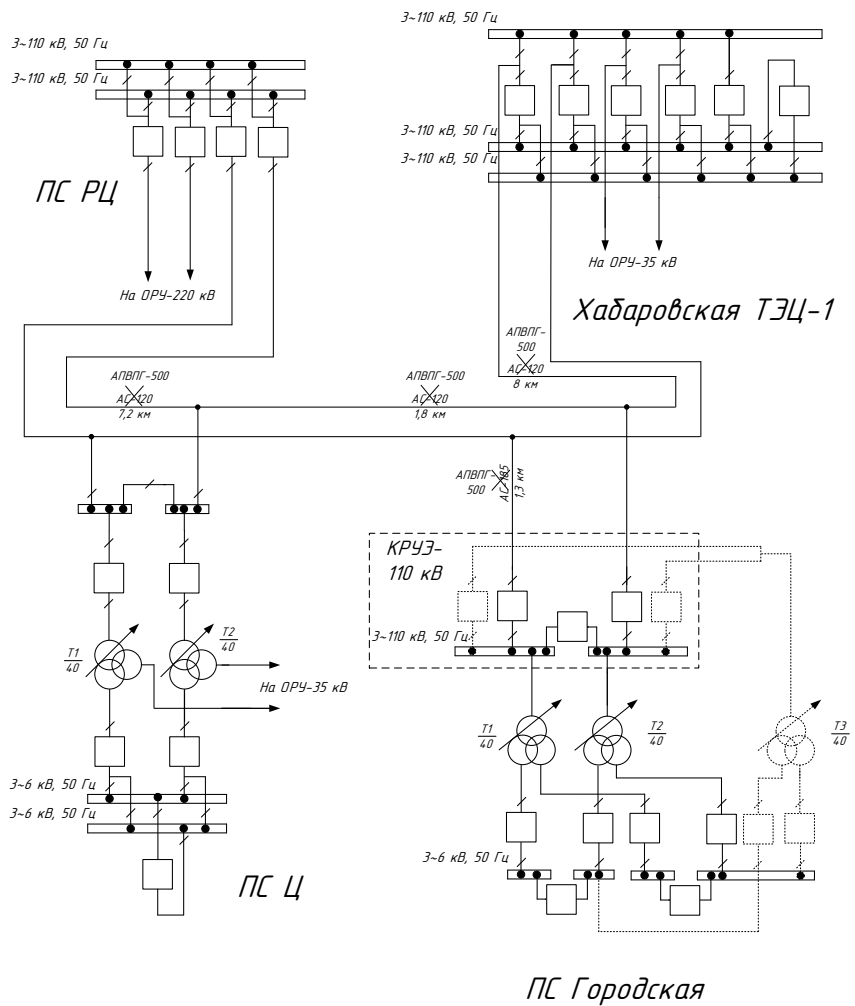 3~110 кВ, 50 Гц
3~110 кВ, 50 Гц
ПС РЦ
На ОРУ-220 кВ
3~110 кВ, 50 Гц
3~110 кВ, 50 Гц
3~110 кВ, 50 Гц
На ОРУ-35 кВ
Хабаровская ТЭЦ-1
АПВПГ-500
АС-120
7,2 км
АПВПГ-500
АС-120
1,8 км
АПВПГ-
500
АС-120
8 км
АПВПГ-
500
АС-185
1,3 км
КРУЭ-
110 кВ
3~110 кВ, 50 Гц
Т1
40
Т2
40
На ОРУ-35 кВ
3~6 кВ, 50 Гц
3~6 кВ, 50 Гц
ПС Ц
Т1
40
Т2
40
Т3
40
3~6 кВ, 50 Гц
ПС Городская